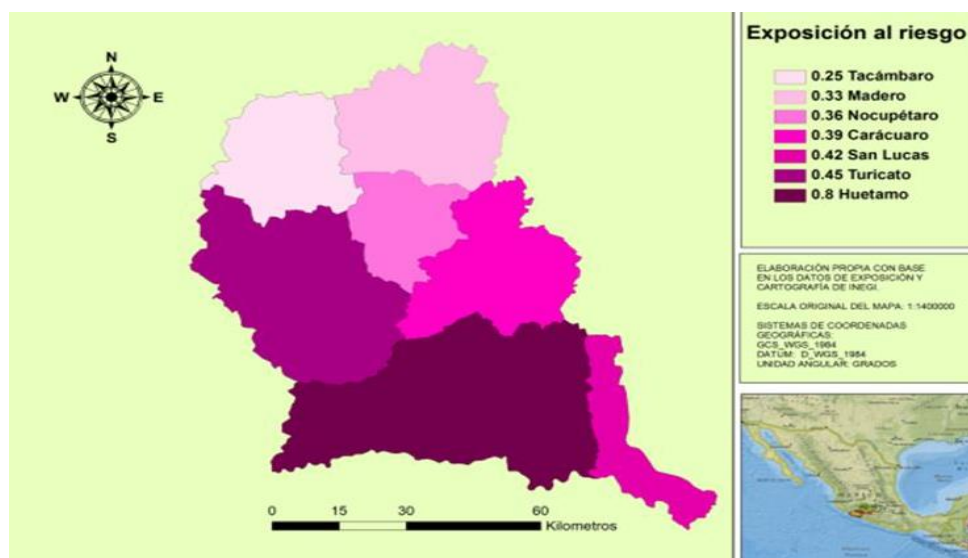 Exposición al riesgo
0.25 Tacámbaro
0.33 Madero
0.36 Nocupétaro
0.39 Carácuaro
0.42 San Lucas
0.45 Turicato
0.8 Huetamo
N
W
E
S
ELABORACIÓN PROPIA CON BASE
EN LOS DATOS DE EXPOSICIÓN Y
CARTOGRAFÍA DE INEGI.
ESCALA ORIGINAL DEL MAPA: 1:1400000
SISTEMAS DE COORDENADAS
GEOGRÁFICAS:
GCS_WGS_1984
DATÚM: D_WGS_1984
UNIDAD ANGULAR: GRADOS
0 15 30 60
Kilometros